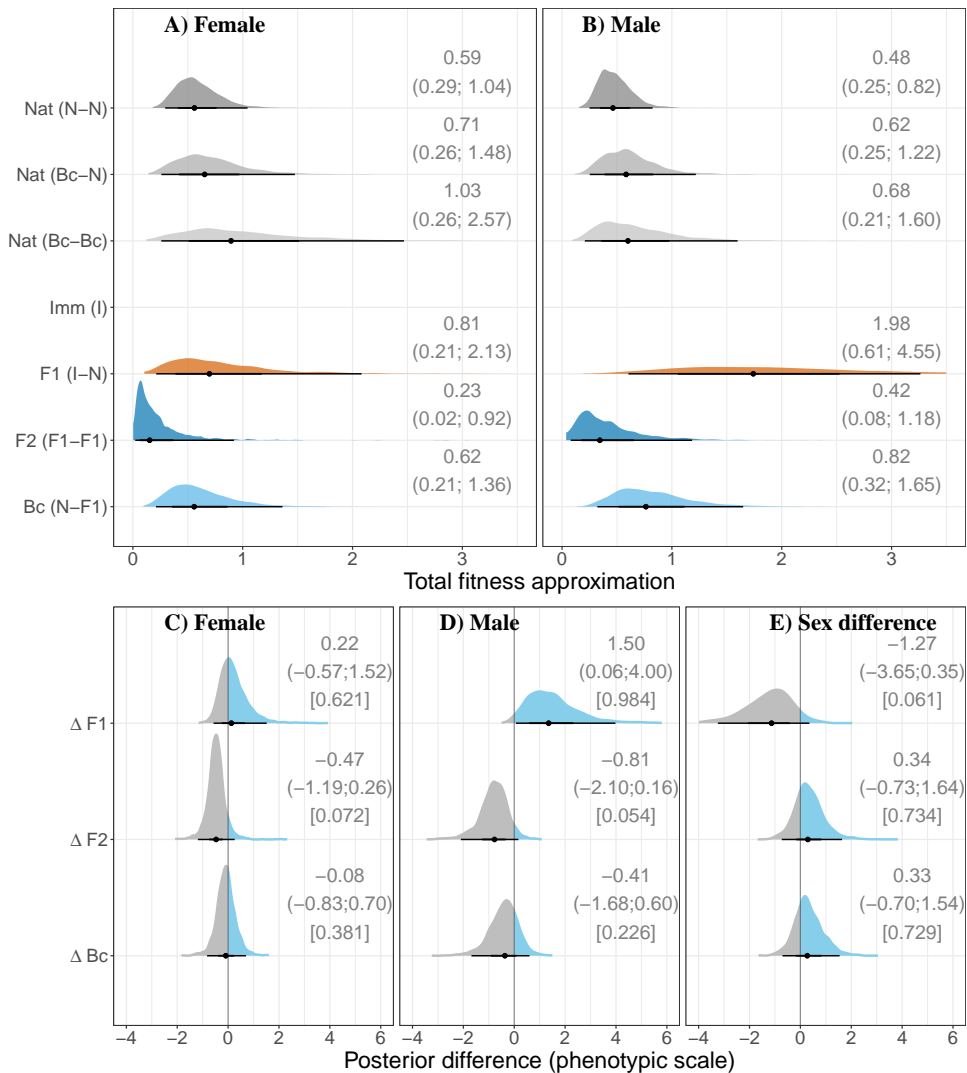 A) Female
B) Male
Nat (N–N)
0.59
(0.29; 1.04)
0.48
(0.25; 0.82)
Nat (Bc–N)
0.71
(0.26; 1.48)
0.62
(0.25; 1.22)
Nat (Bc–Bc)
1.03
(0.26; 2.57)
0.68
(0.21; 1.60)
Imm (I)
F1 (I–N)
0.81
(0.21; 2.13)
1.98
(0.61; 4.55)
F2 (F1–F1)
0.23
(0.02; 0.92)
0.42
(0.08; 1.18)
Bc (N–F1)
0.62
(0.21; 1.36)
0.82
(0.32; 1.65)
0 1 2 3
0 1 2 3
Total fitness approximation
C) Female
D) Male
E) Sex difference
Δ F1
0.22
(−0.57;1.52)
[0.621]
1.50
(0.06;4.00)
[0.984]
−1.27
(−3.65;0.35)
[0.061]
Δ F2
−0.47
(−1.19;0.26)
[0.072]
−0.81
(−2.10;0.16)
[0.054]
0.34
(−0.73;1.64)
[0.734]
Δ Bc
−0.08
(−0.83;0.70)
[0.381]
−0.41
(−1.68;0.60)
[0.226]
0.33
(−0.70;1.54)
[0.729]
−4 −2 0 2 4 6
−4 −2 0 2 4 6
−4 −2 0 2 4 6
Posterior difference (phenotypic scale)